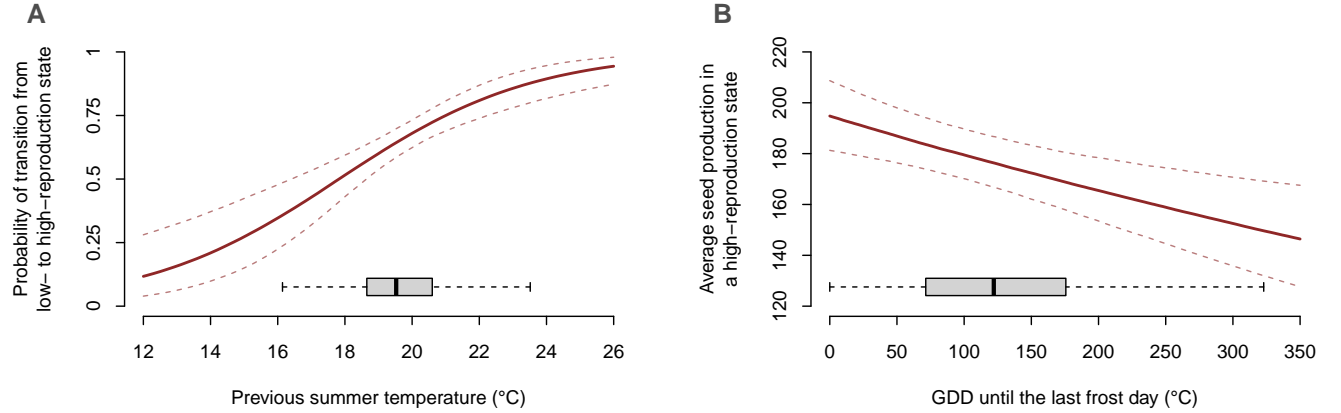 A
Probability of transition from
low− to high−reproduction state
1
0.75
0.5
0.25
0
12 14 16 18 20 22 24 26
Previous summer temperature (°C)
B
Average seed production in
a high−reproduction state
220
200
180
160
140
120
0 50 100 150 200 250 300 350
GDD until the last frost day (°C)